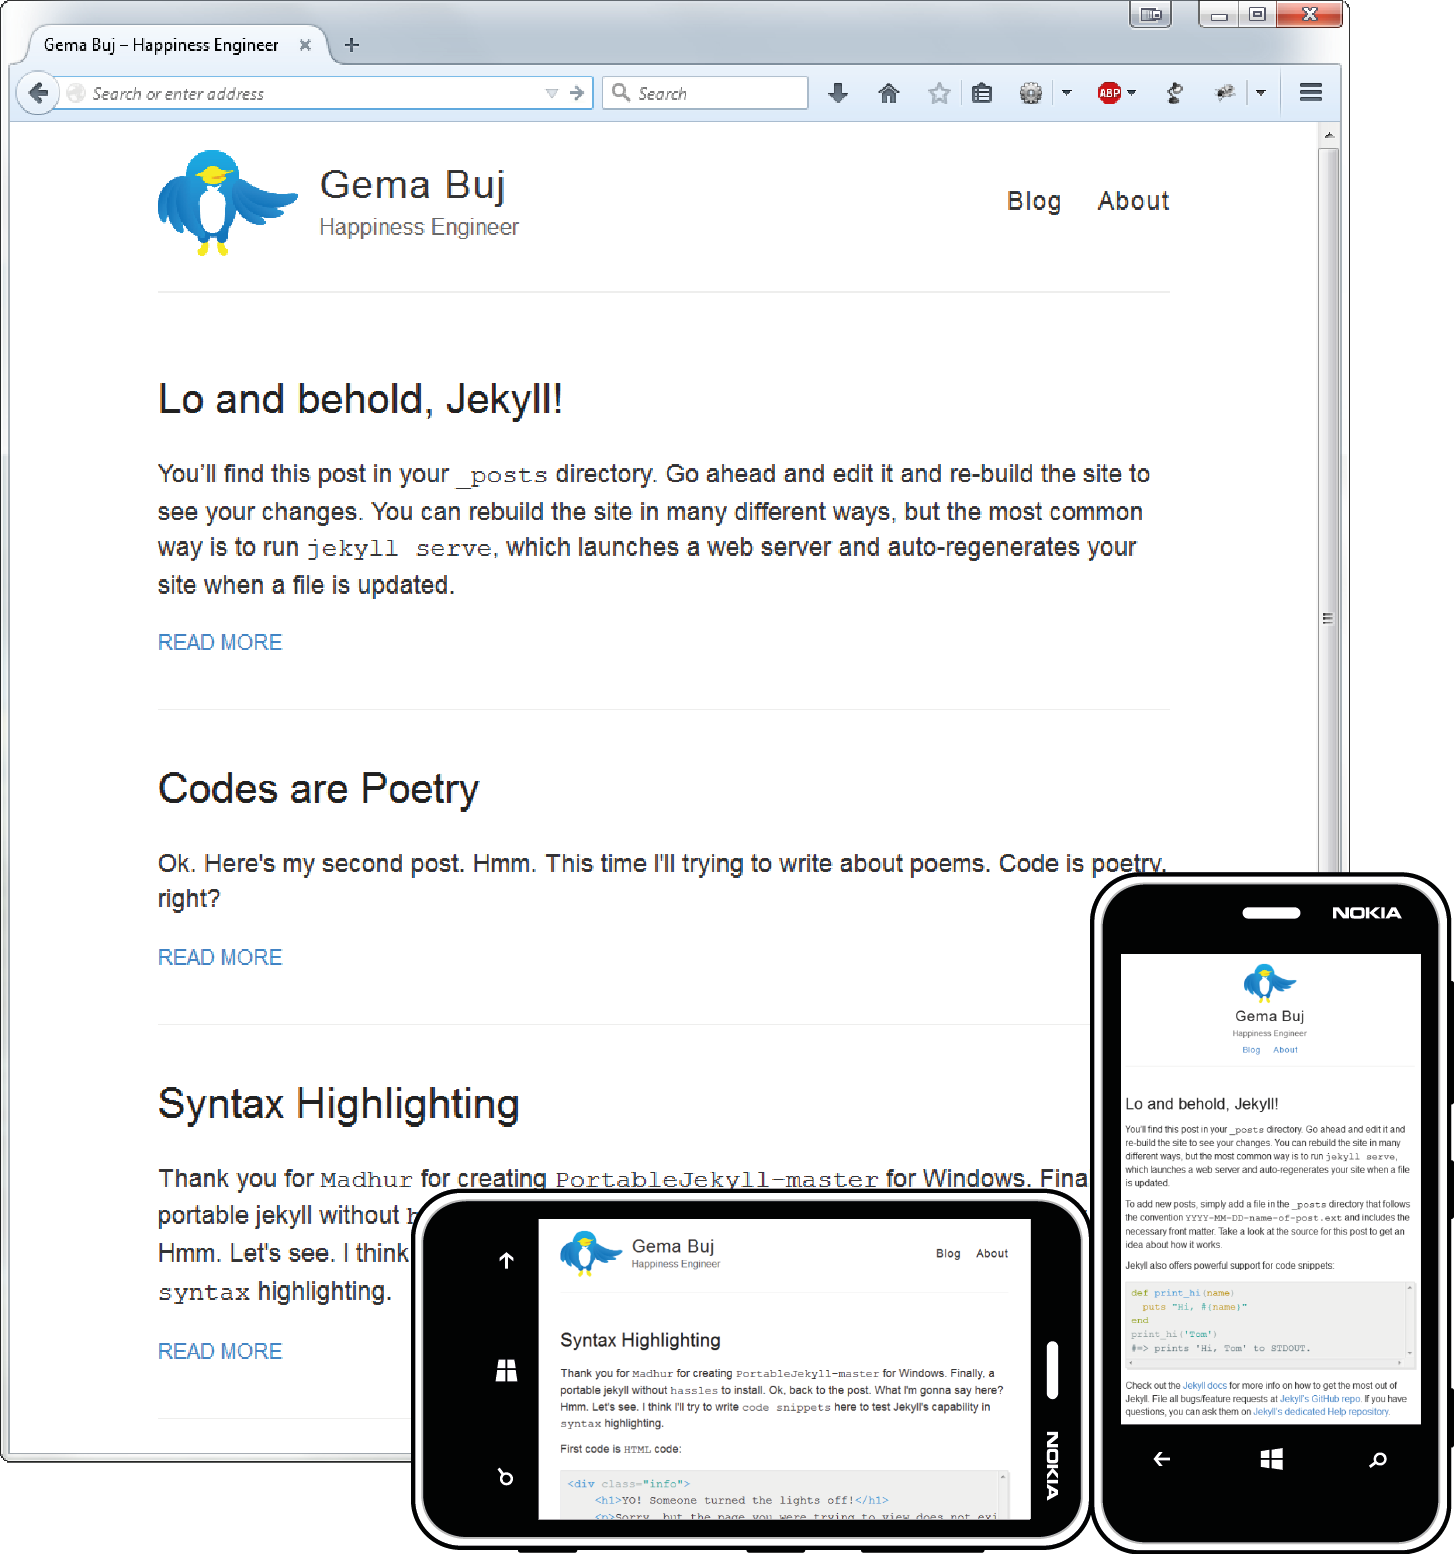 Gema Buj – Happiness Engineer
Search or enter address
Search
ABP
Gema Buj
Happiness Engineer
Blog About
Lo and behold, Jekyll!
You’ll find this post in your _posts directory. Go ahead and edit it and re-build the site to
see your changes. You can rebuild the site in many different ways, but the most common
way is to run jekyll serve, which launches a web server and auto-regenerates your
site when a file is updated.
READ MORE
Codes are Poetry
Ok. Here's my second post. Hmm. This time I'll trying to write about poems. Code is poetry,
right?
READ MORE
Syntax Highlighting
Thank you for Madhur for creating PortableJekyll-master for Windows. Fina
portable jekyll without
Hmm. Let's see. I think
syntax highlighting.
READ MORE
Gema Buj
Happiness Engineer
Blog About
Syntax Highlighting
Thank you for Madhur for creating PortableJekyll-master for Windows. Finally, a
portable jekyll without hassles to install. Ok, back to the post. What I'm gonna say here?
Hmm. Let's see. I think I'll try to write code snippets here to test Jekyll's capability in
syntax highlighting.
First code is HTML code:
<div class="info">
<h1>YO! Someone turned the lights off!</h1>
<p>Sorry, but the page you were trying to view does not exi
NOKIA
NOKIA
Gema Buj
Happiness Engineer
Blog About
Lo and behold, Jekyll!
You'll find this post in your _posts directory. Go ahead and edit it and
re-build the site to see your changes. You can rebuild the site in many
different ways, but the most common way is to run jekyll serve,
which launches a web server and auto-regenerates your site when a file
is updated.
To add new posts, simply add a file in the _posts directory that follows
the convention YYYY-MM-DD-name-of-post.ext and includes the
necessary front matter. Take a look at the source for this post to get an
idea about how it works.
Jekyll also offers powerful support for code snippets:
def print_hi(name)
puts "Hi, #{name}"
end
print_hi('Tom')
#=> prints 'Hi, Tom' to STDOUT.
Check out the Jekyll docs for more info on how to get the most out of
Jekyll. File all bugs/feature requests at Jekyll's GitHub repo. If you have
questions, you can ask them on Jekyll's dedicated Help repository.